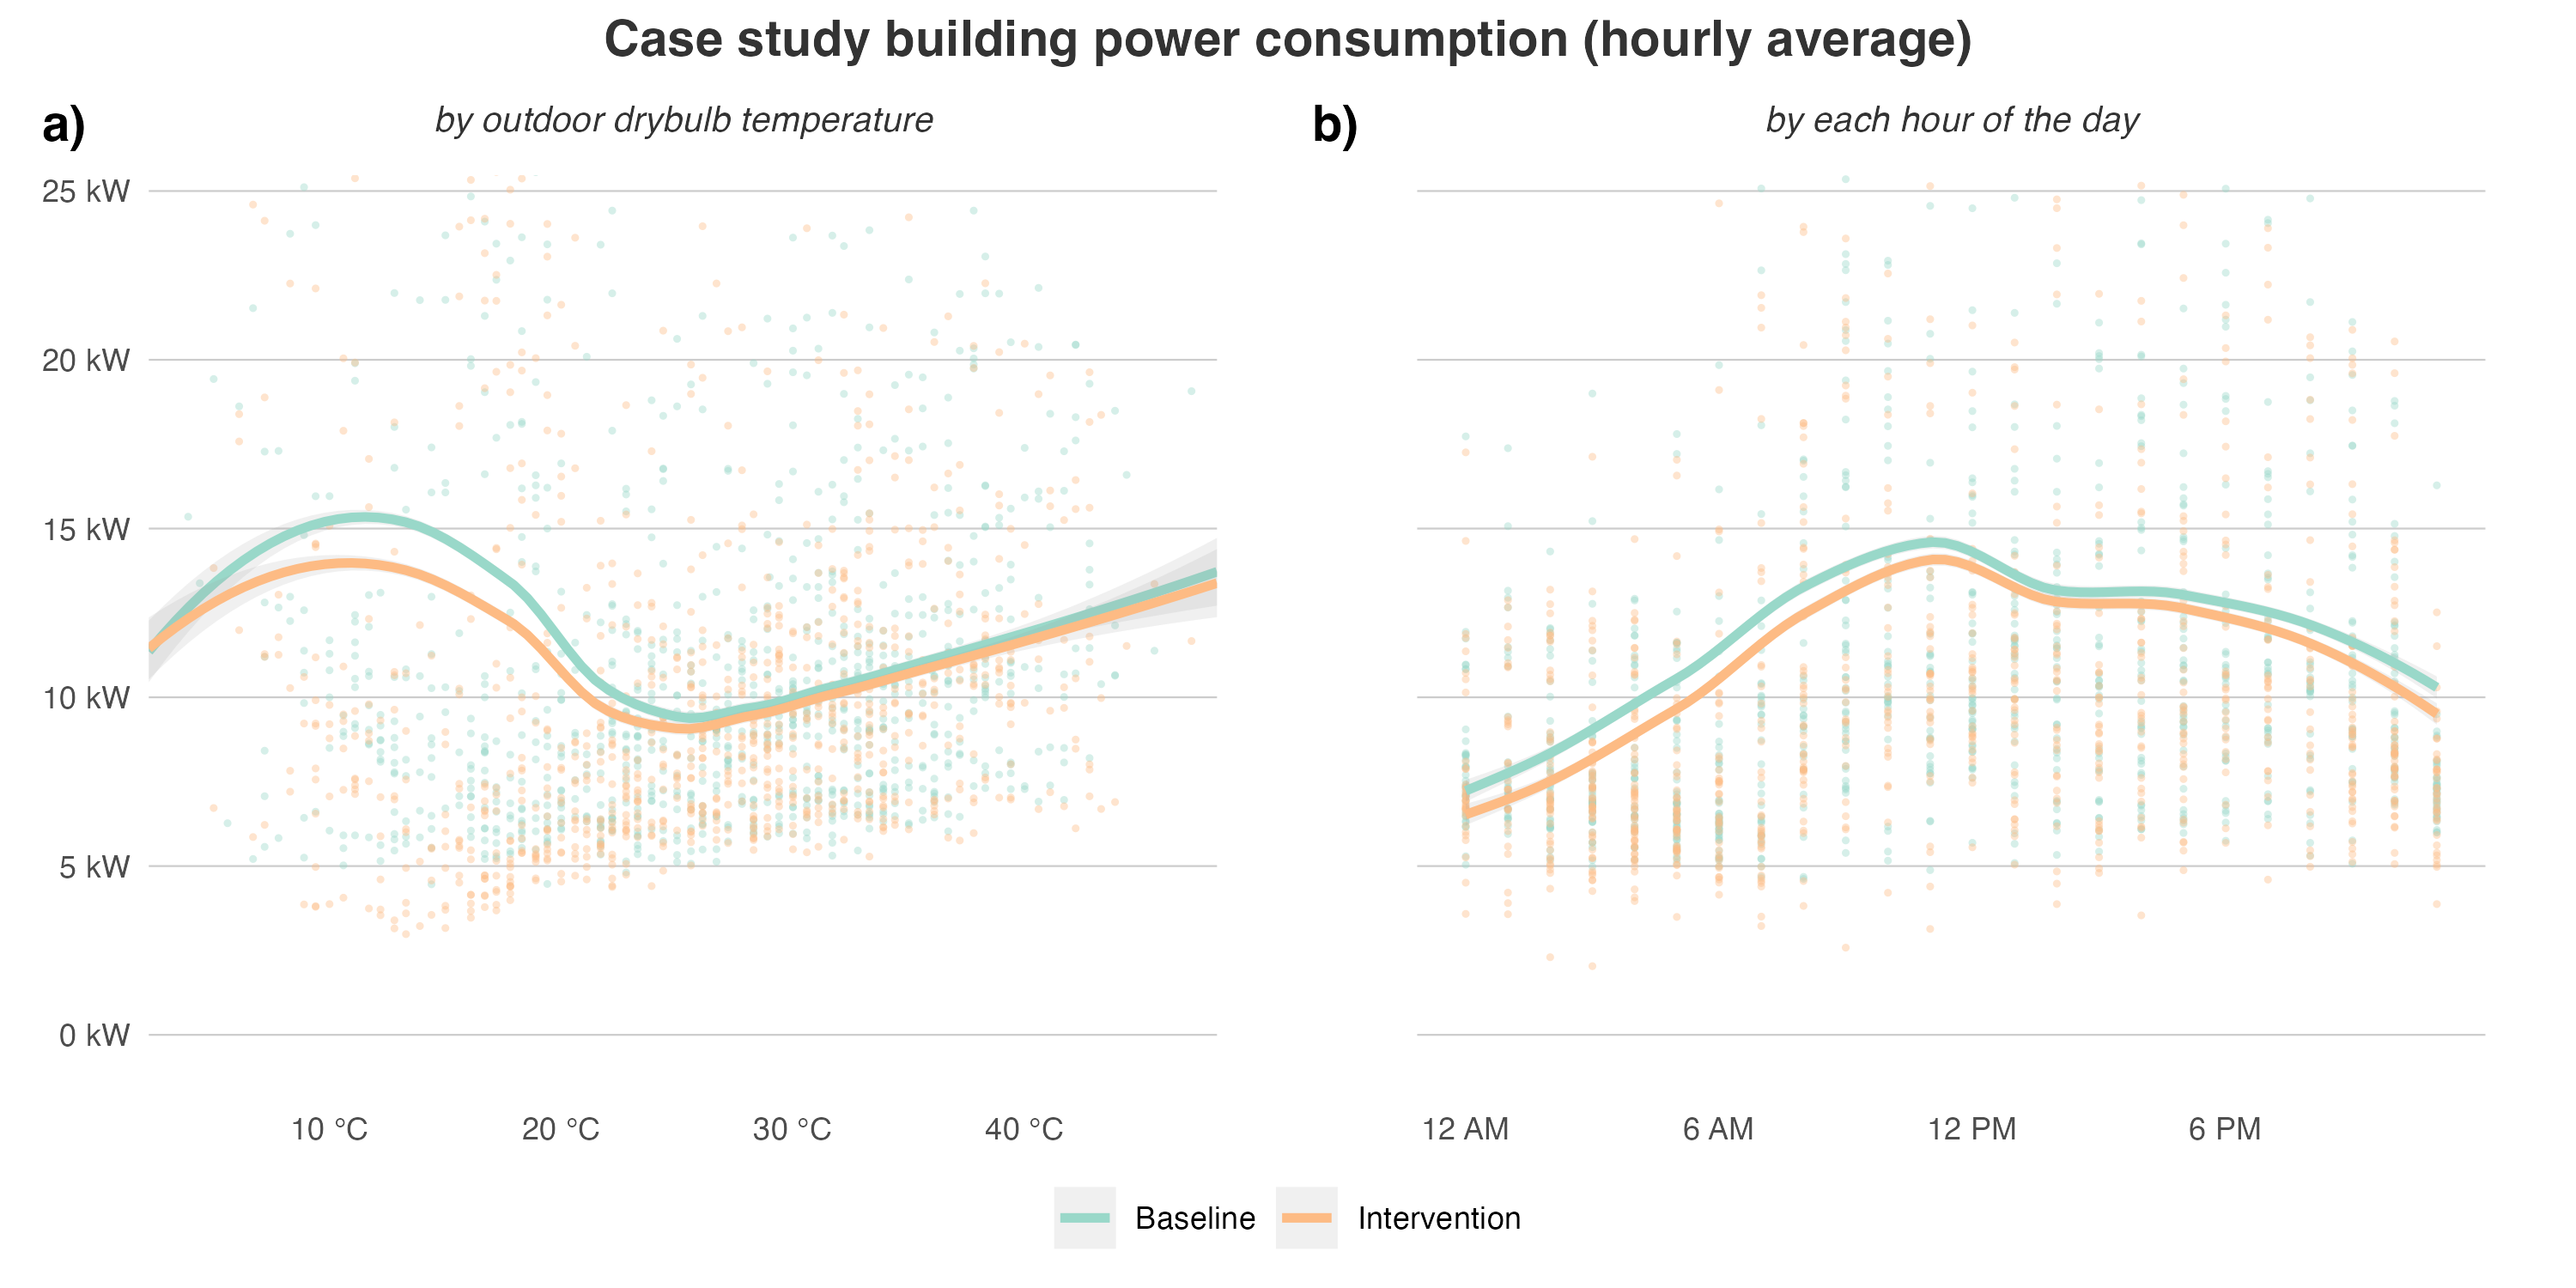 Case study building power consumption (hourly average)
a)
by outdoor drybulb temperature
25 kW
20 kW
15 kW
10 kW
5 kW
0 kW
10 °C
20 °C
30 °C
40 °C
b)
by each hour of the day
12 AM
6 AM
12 PM
6 PM
Baseline
Intervention